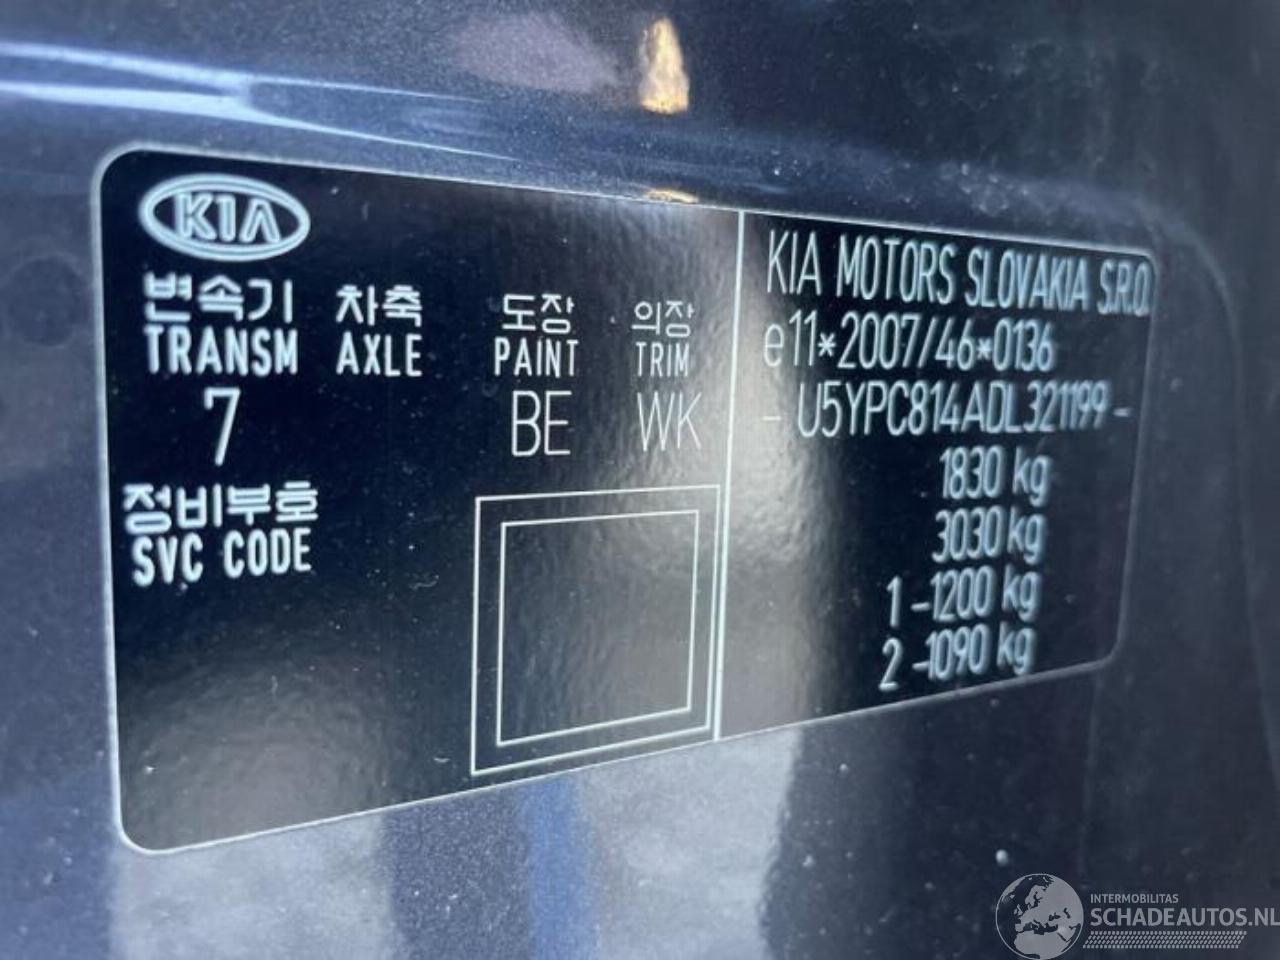 KIA
변속기 차축 도장 의장
TRANSM AXLE PAINT TRIM
7 BE WK
정비부호
SVC CODE
KIA MOTORS SLOVAKIA S.R.O.
e11*2007/46*0136
- U5YPC814ADL321199 -
1830 kg
3030 kg
1 -1200 kg
2 -1090 kg
INTERMOBILITAS
SCHADEAUTOS.NL